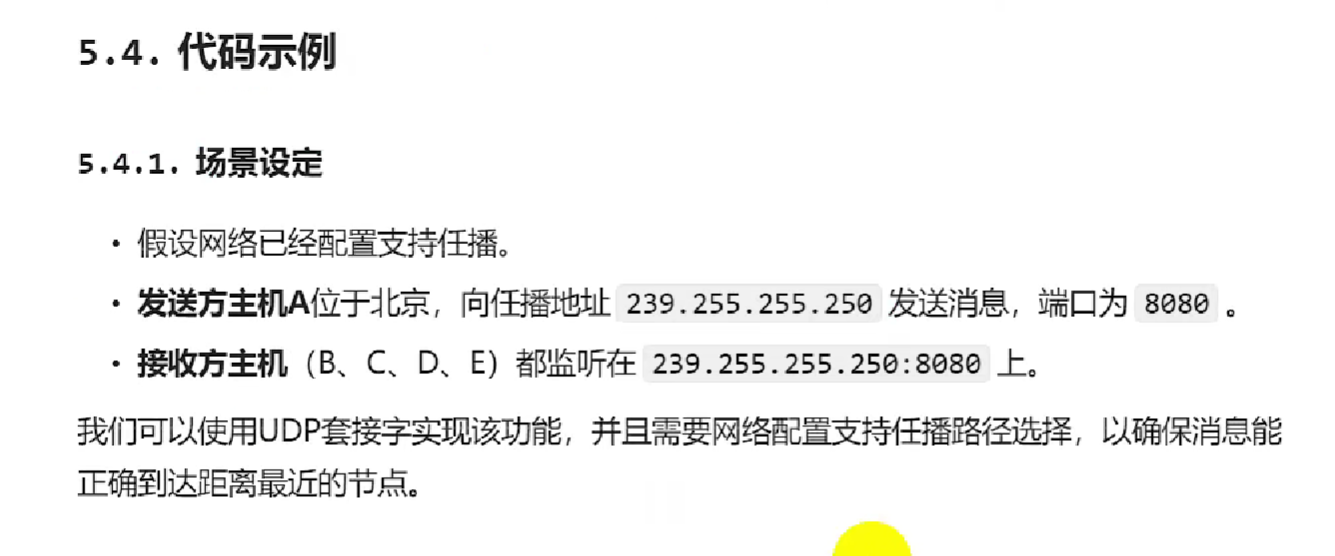 5.4. 代码示例
5.4.1. 场景设定
• 假设网络已经配置支持任播。
• 发送方主机A位于北京，向任播地址 239.255.255.250 发送消息，端口为 8080 。
• 接收方主机（B、C、D、E）都监听在 239.255.255.250:8080 上。
我们可以使用UDP套接字实现该功能，并且需要网络配置支持任播路径选择，以确保消息能
正确到达距离最近的节点。